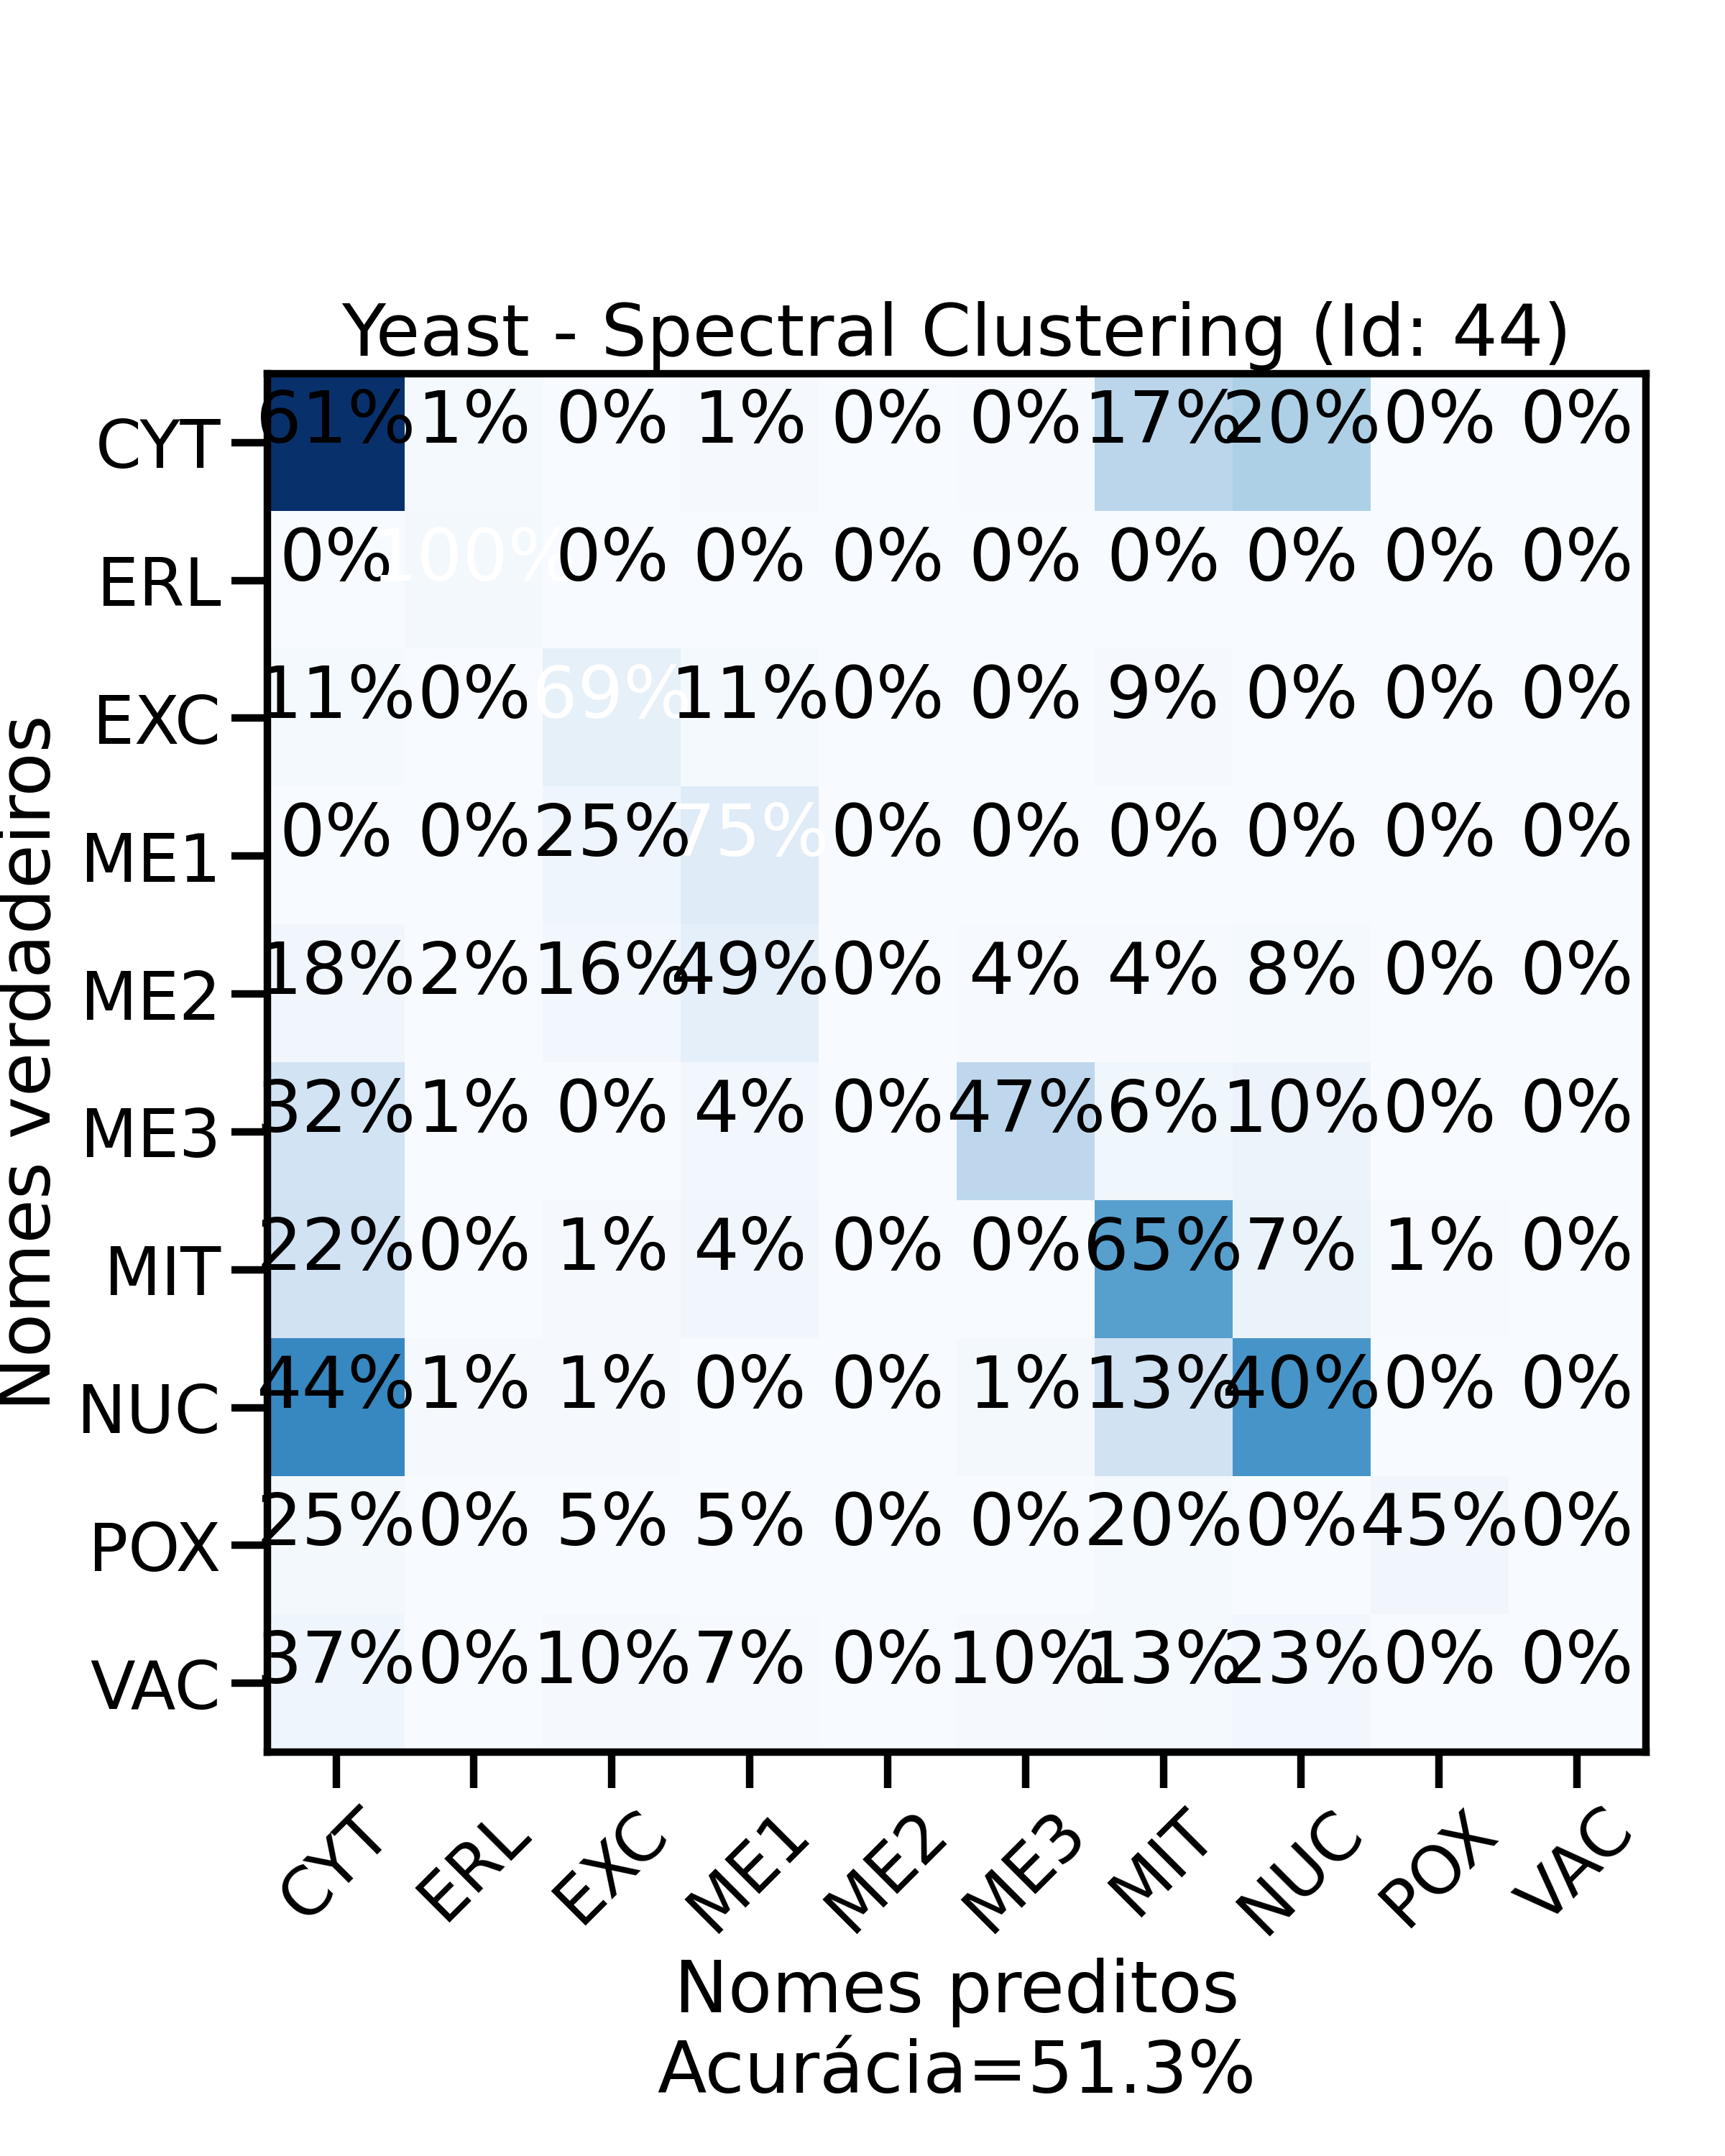 Yeast - Spectral Clustering (Id: 44)
Nomes verdadeiros
CYT 61% 1% 0% 1% 0% 0% 17% 20% 0% 0%
ERL 0% 100% 0% 0% 0% 0% 0% 0% 0% 0%
EXC 11% 0% 69% 11% 0% 0% 9% 0% 0% 0%
ME1 0% 0% 25% 75% 0% 0% 0% 0% 0% 0%
ME2 18% 2% 16% 49% 0% 4% 4% 8% 0% 0%
ME3 32% 1% 0% 4% 0% 47% 6% 10% 0% 0%
MIT 22% 0% 1% 4% 0% 0% 65% 7% 1% 0%
NUC 44% 1% 1% 0% 0% 1% 13% 40% 0% 0%
POX 25% 0% 5% 5% 0% 0% 20% 0% 45% 0%
VAC 37% 0% 10% 7% 0% 10% 13% 23% 0% 0%
CYT ERL EXC ME1 ME2 ME3 MIT NUC POX VAC
Nomes preditos
Acurácia=51.3%